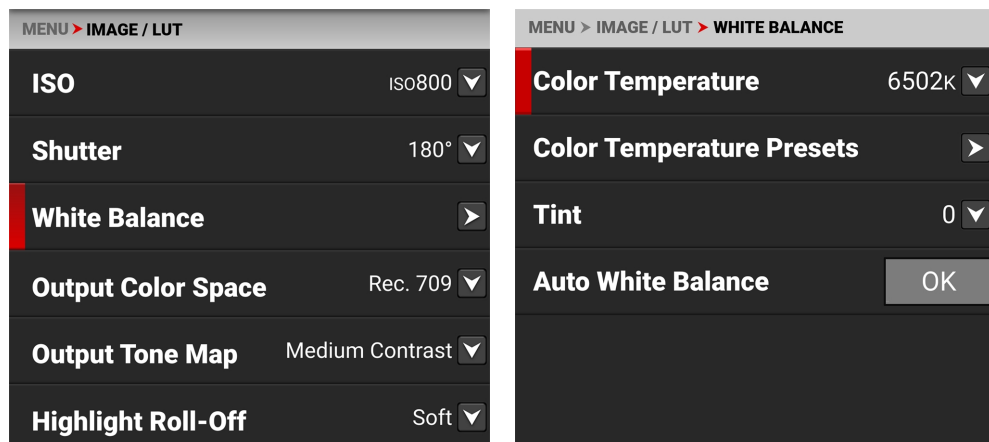 MENU ➤ IMAGE / LUT
ISO ISO800
Shutter 180°
White Balance
Output Color Space Rec. 709
Output Tone Map Medium Contrast
Highlight Roll-Off Soft
MENU ➤ IMAGE / LUT ➤ WHITE BALANCE
Color Temperature 6502K
Color Temperature Presets
Tint 0
Auto White Balance OK